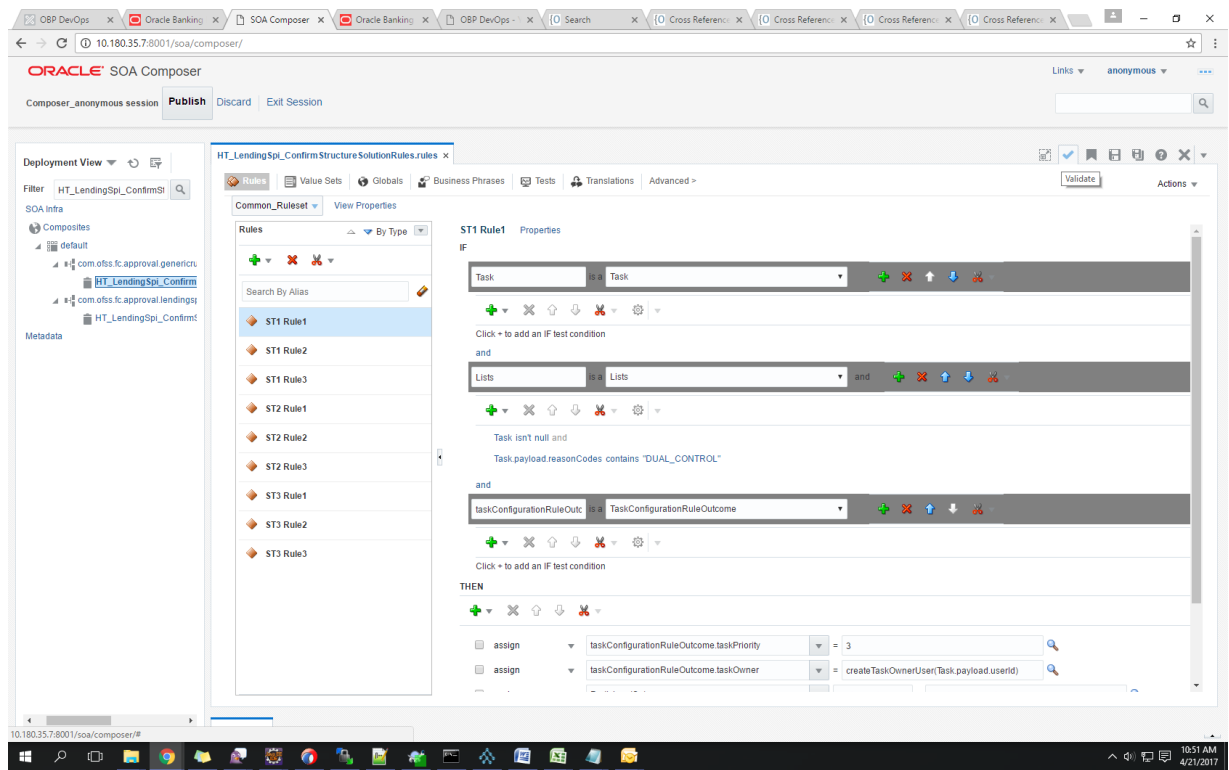 OBP DevOps
Oracle Banking
SOA Composer
Oracle Banking
OBP DevOps -
Search
Cross Reference
Cross Reference
Cross Reference
Cross Reference
10.180.35.7:8001/soa/composer/
ORACLE SOA Composer
Links
anonymous
Composer_anonymous session
Publish
Discard
Exit Session
Deployment View
Filter
HT_LendingSpi_ConfirmSt
SOA Infra
Composites
default
com.ofss.fc.approval.genericru
HT_LendingSpi_Confirm
com.ofss.fc.approval.lendingsp
HT_LendingSpi_ConfirmS
Metadata
HT_LendingSpi_ConfirmStructureSolutionRules.rules ×
Validate
Rules
Value Sets
Globals
Business Phrases
Tests
Translations
Advanced >
Actions
Common_Ruleset
View Properties
Rules
By Type
Search By Alias
ST1 Rule1
ST1 Rule2
ST1 Rule3
ST2 Rule1
ST2 Rule2
ST2 Rule3
ST3 Rule1
ST3 Rule2
ST3 Rule3
ST1 Rule1 Properties
IF
Task is a Task
Click + to add an IF test condition
and
Lists is a Lists and
Task isn't null and
Task.payload.reasonCodes contains "DUAL_CONTROL"
and
taskConfigurationRuleOutc is a TaskConfigurationRuleOutcome
Click + to add an IF test condition
THEN
assign taskConfigurationRuleOutcome.taskPriority = 3
assign taskConfigurationRuleOutcome.taskOwner = createTaskOwnerUser(Task.payload.userId)
10.180.35.7:8001/soa/composer/#
10:51 AM
4/21/2017